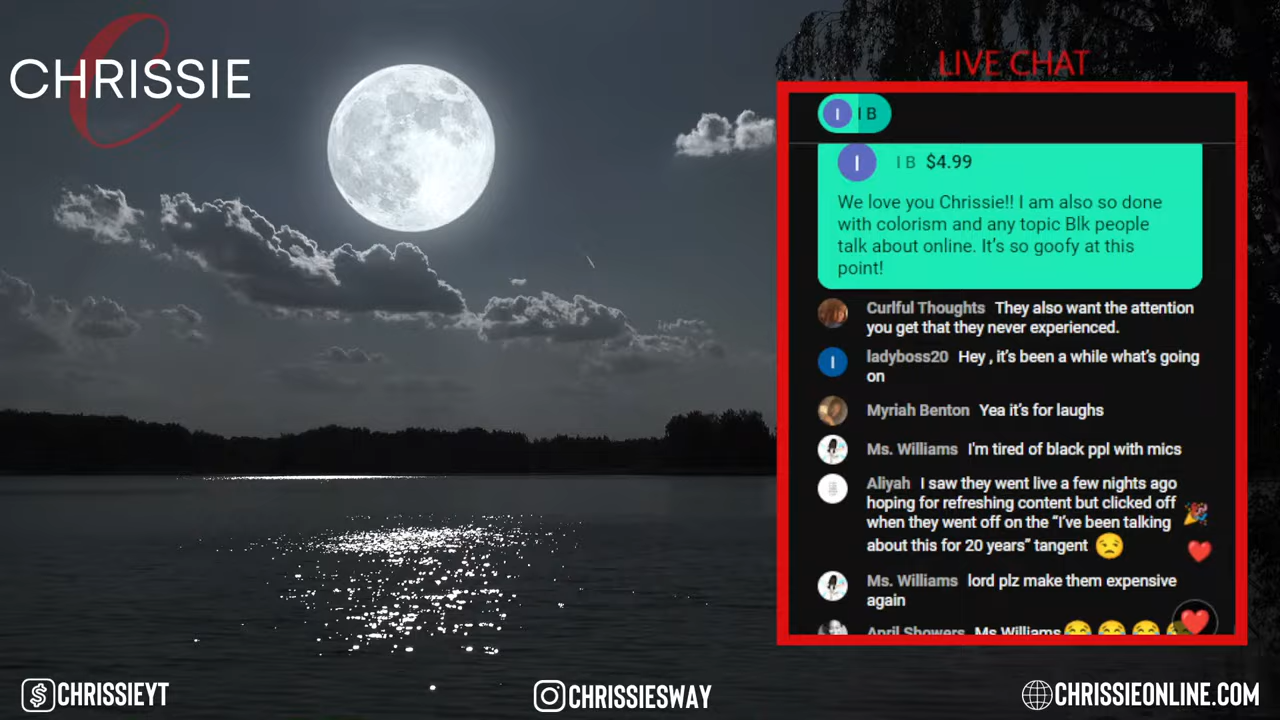 CHRISSIE
LIVE CHAT
I I B
I I B $4.99
We love you Chrissie!! I am also so done
with colorism and any topic Blk people
talk about online. It's so goofy at this
point!
Curlful Thoughts They also want the attention
you get that they never experienced.
I ladyboss20 Hey , it's been a while what's going
on
Myriah Benton Yea it's for laughs
Ms. Williams I'm tired of black ppl with mics
Aliyah I saw they went live a few nights ago
hoping for refreshing content but clicked off
when they went off on the “I've been talking
about this for 20 years” tangent 😒
Ms. Williams lord plz make them expensive
again
April Showers Ms Williams 😂 😂 😂
$ CHRISSIEYT
CHRISSIESWAY
CHRISSIEONLINE.COM